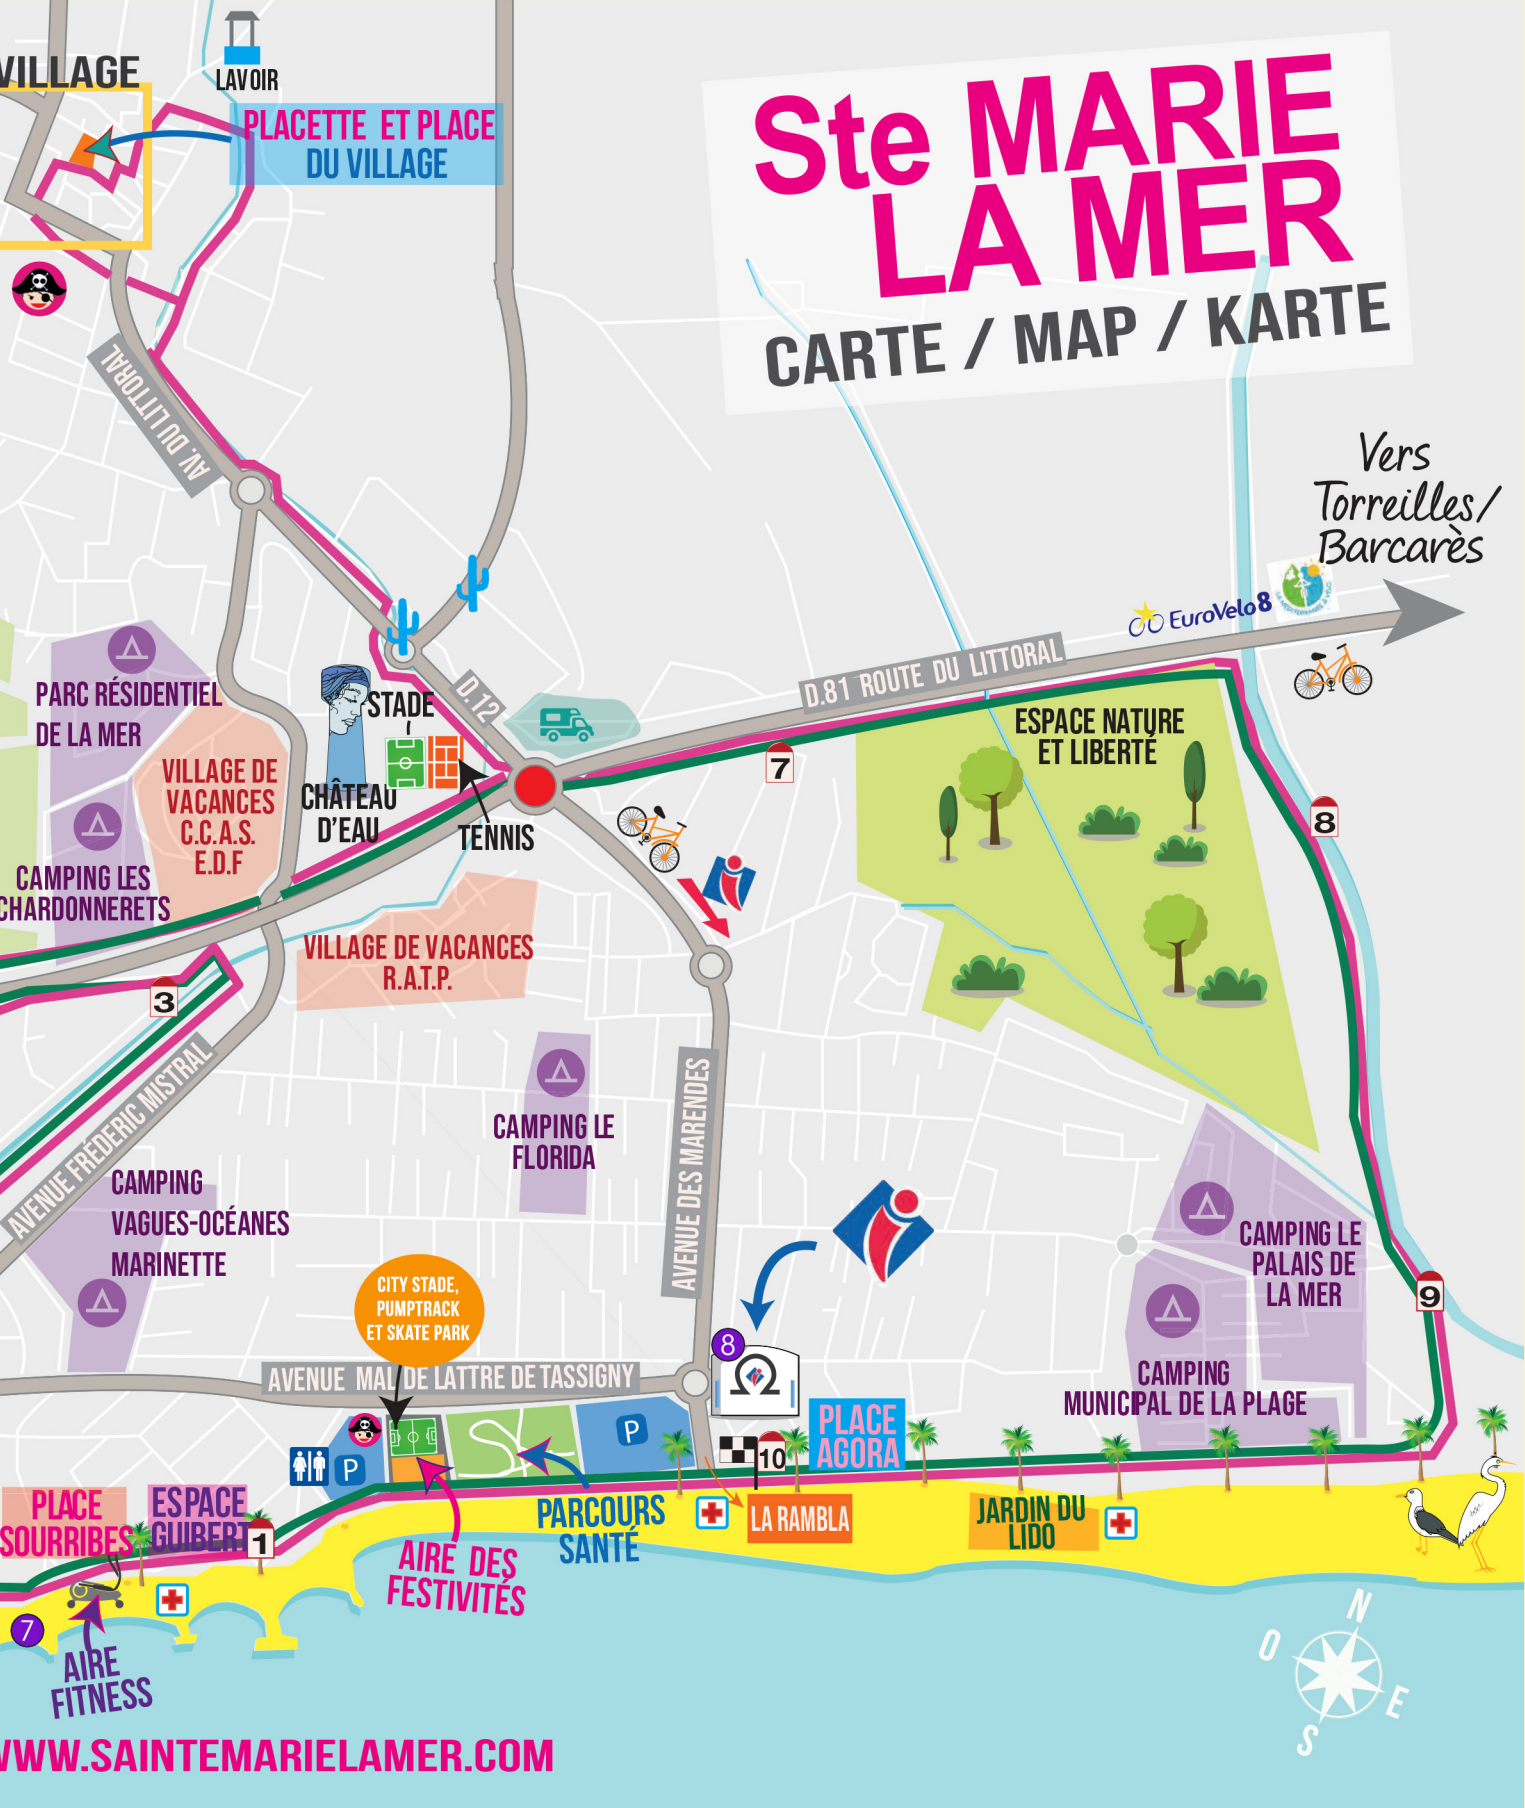 VILLAGE
LAVOIR
PLACETTE ET PLACE
DU VILLAGE
Ste MARIE
LA MER
CARTE / MAP / KARTE
AV. DU LITTORAL
Vers
Torreilles/
Barcarès
EuroVelo8
D.81 ROUTE DU LITTORAL
D.12
PARC RÉSIDENTIEL
DE LA MER
STADE
CHÂTEAU
D'EAU
TENNIS
VILLAGE DE
VACANCES
C.C.A.S.
E.D.F
7
ESPACE NATURE
ET LIBERTÉ
8
CAMPING LES
CHARDONNERETS
VILLAGE DE VACANCES
R.A.T.P.
3
AVENUE FRÉDERIC MISTRAL
CAMPING LE
FLORIDA
AVENUE DES MARENDES
CAMPING
VAGUES-OCÉANES
MARINETTE
CAMPING LE
PALAIS DE
LA MER
9
CITY STADE,
PUMPTRACK
ET SKATE PARK
AVENUE MAL DE LATTRE DE TASSIGNY
8
CAMPING
MUNICIPAL DE LA PLAGE
P
P
PLACE
AGORA
10
PLACE
SOURRIBES
ESPACE
GUIBERT
1
PARCOURS
SANTÉ
LA RAMBLA
JARDIN DU
LIDO
AIRE DES
FESTIVITÉS
7
AIRE
FITNESS
N
O
E
S
WWW.SAINTEMARIELAMER.COM